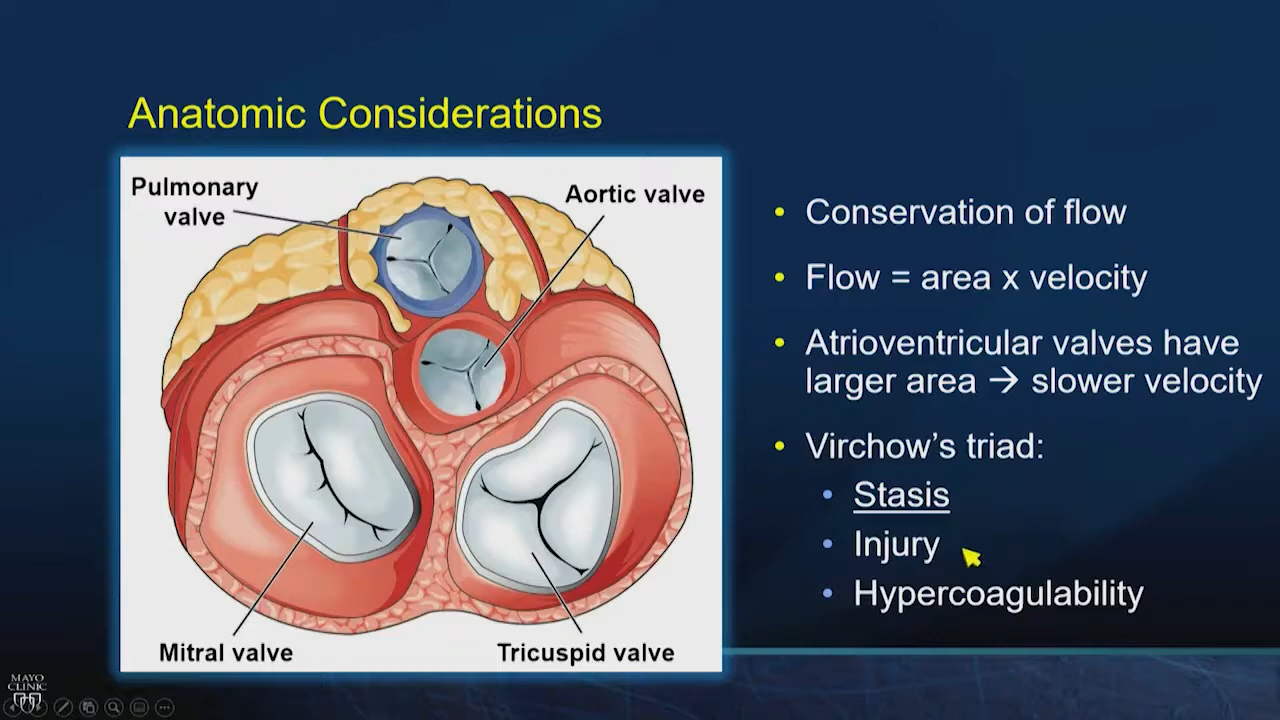 Anatomic Considerations
Pulmonary
valve
Aortic valve
Mitral valve
Tricuspid valve
• Conservation of flow
• Flow = area x velocity
• Atrioventricular valves have
larger area → slower velocity
• Virchow’s triad:
• Stasis
• Injury
• Hypercoagulability
MAYO
CLINIC